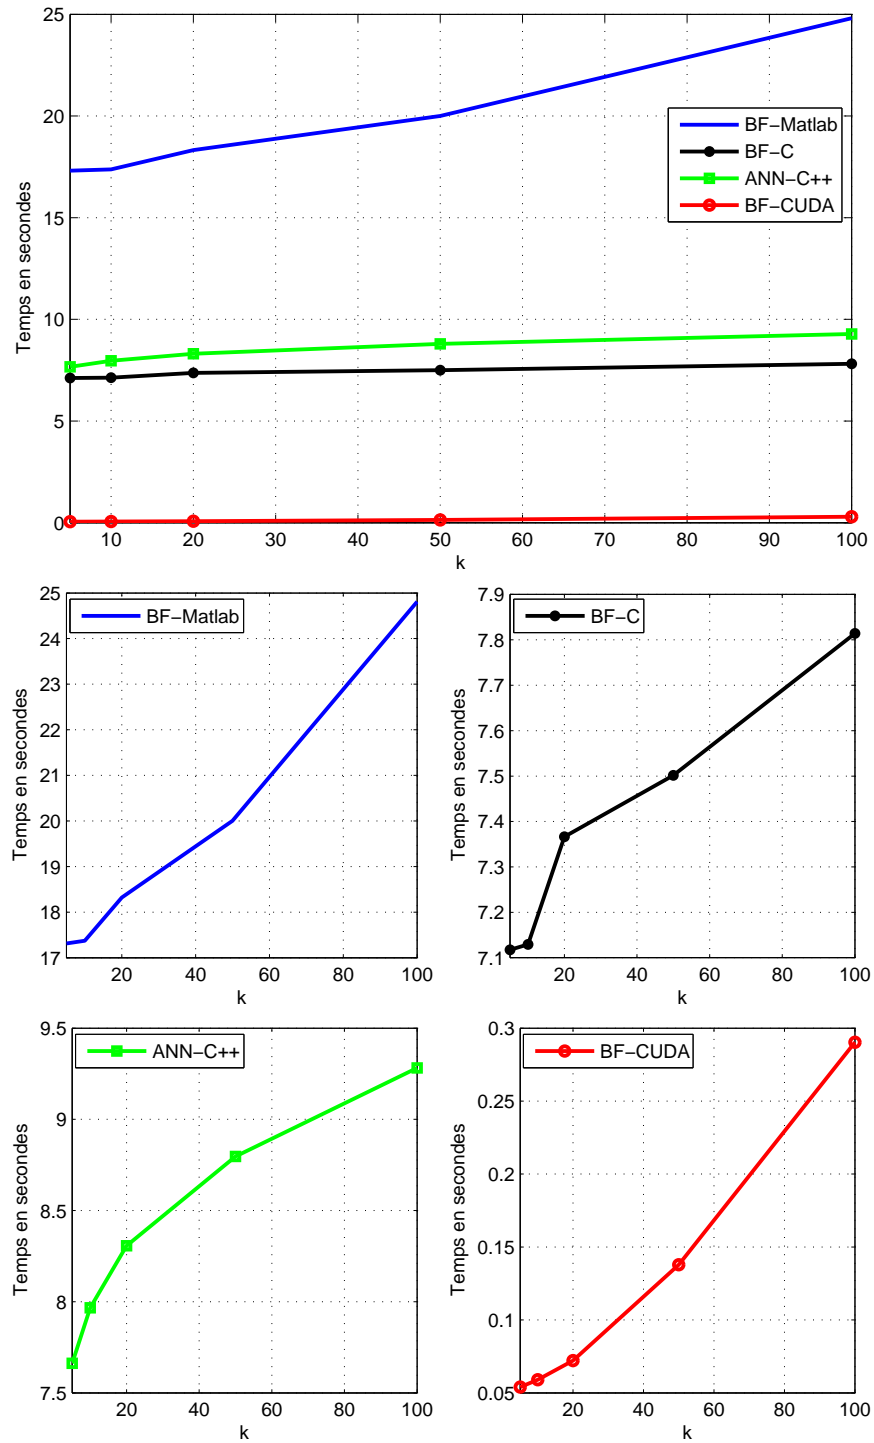 25
20
15
10
5
0
Temps en secondes
10 20 30 40 50 60 70 80 90 100
k
BF−Matlab
BF−C
ANN−C++
BF−CUDA
25
24
23
22
21
20
19
18
17
Temps en secondes
20 40 60 80 100
k
BF−Matlab
7.9
7.8
7.7
7.6
7.5
7.4
7.3
7.2
7.1
Temps en secondes
20 40 60 80 100
k
BF−C
9.5
9
8.5
8
7.5
Temps en secondes
20 40 60 80 100
k
ANN−C++
0.3
0.25
0.2
0.15
0.1
0.05
Temps en secondes
20 40 60 80 100
k
BF−CUDA